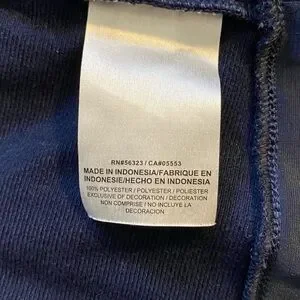 RN#56323 / CA#05553
MADE IN INDONESIA/FABRIQUE EN
INDONESIE/HECHO EN INDONESIA
100% POLYESTER / POLYESTER / POLIESTER
EXCLUSIVE OF DECORATION / DECORATION
NON COMPRISE / NO INCLUYE LA
DECORACION